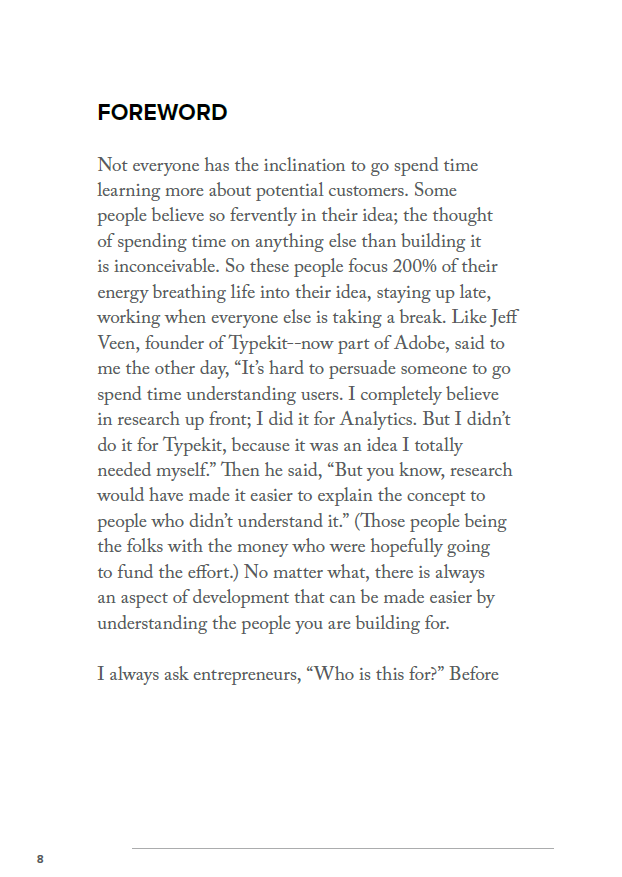 FOREWORD
Not everyone has the inclination to go spend time
learning more about potential customers. Some
people believe so fervently in their idea; the thought
of spending time on anything else than building it
is inconceivable. So these people focus 200% of their
energy breathing life into their idea, staying up late,
working when everyone else is taking a break. Like Jeff
Veen, founder of Typekit--now part of Adobe, said to
me the other day, “It’s hard to persuade someone to go
spend time understanding users. I completely believe
in research up front; I did it for Analytics. But I didn’t
do it for Typekit, because it was an idea I totally
needed myself.” Then he said, “But you know, research
would have made it easier to explain the concept to
people who didn’t understand it.” (Those people being
the folks with the money who were hopefully going
to fund the effort.) No matter what, there is always
an aspect of development that can be made easier by
understanding the people you are building for.
I always ask entrepreneurs, “Who is this for?” Before
8